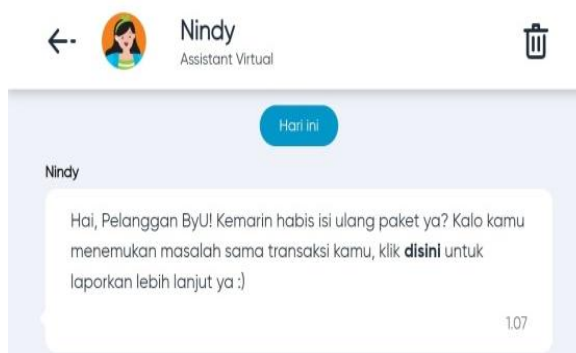 Nindy
Assistant Virtual
Hari ini
Nindy
Hai, Pelanggan ByU! Kemarin habis isi ulang paket ya? Kalo kamu
menemukan masalah sama transaksi kamu, klik disini untuk
laporkan lebih lanjut ya :)
1.07